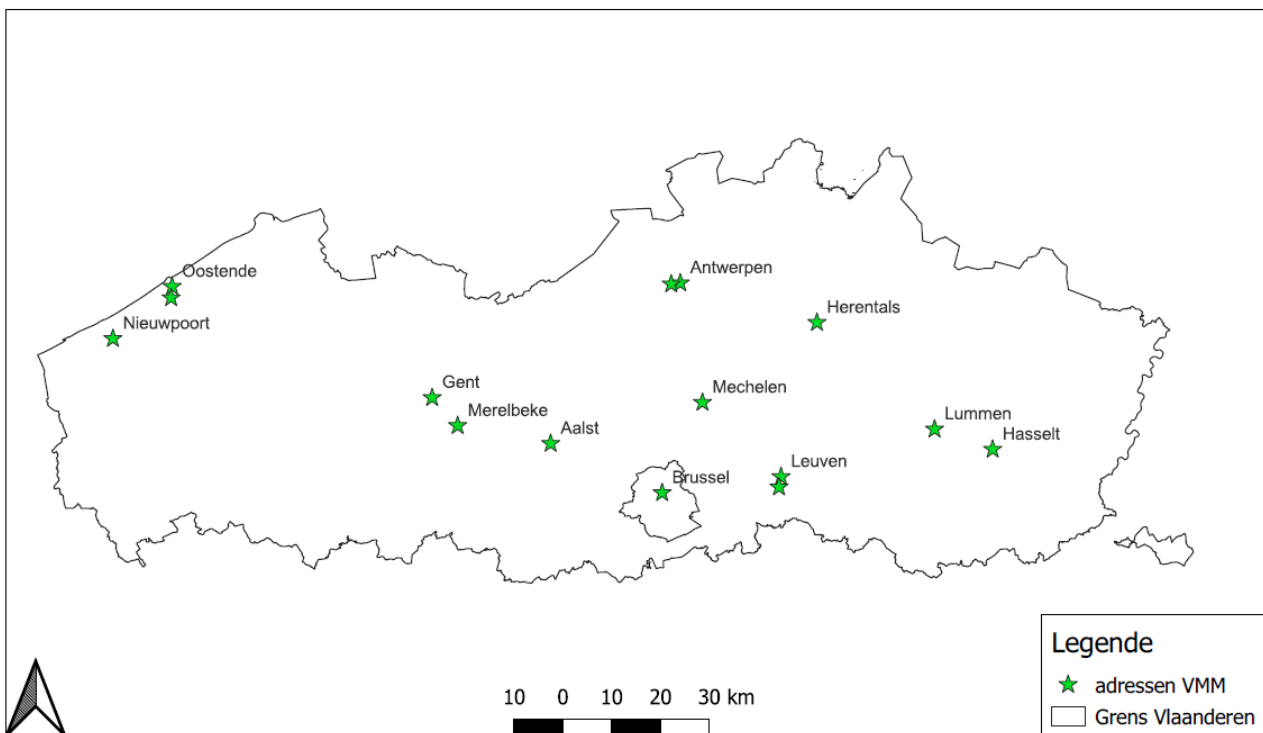 Oostende
Antwerpen
Nieuwpoort
Herentals
Gent
Mechelen
Merelbeke
Aalst
Lummen
Hasselt
Leuven
Brussel
10 0 10 20 30 km
Legende
adressen VMM
Grens Vlaanderen